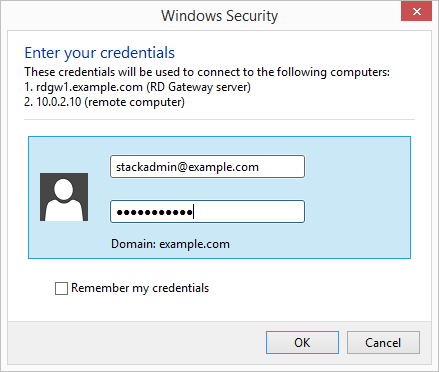 Windows Security
Enter your credentials
These credentials will be used to connect to the following computers:
1. rdgw1.example.com (RD Gateway server)
2. 10.0.2.10 (remote computer)
stackadmin@example.com
●●●●●●●●●●●
Domain: example.com
Remember my credentials
OK
Cancel